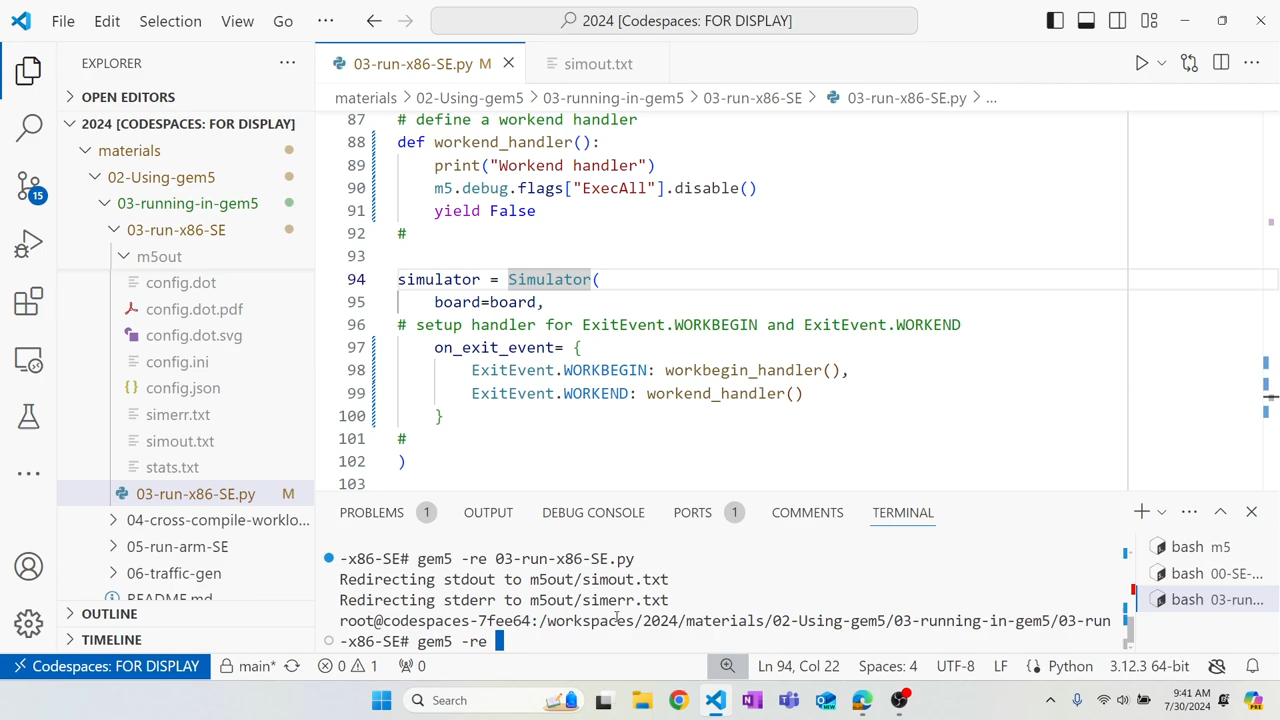 File Edit Selection View Go ··· 2024 [Codespaces: FOR DISPLAY]
EXPLORER ···
OPEN EDITORS
2024 [CODESPACES: FOR DISPLAY]
materials
02-Using-gem5
03-running-in-gem5
03-run-x86-SE
m5out
config.dot
config.dot.pdf
config.dot.svg
config.ini
{} config.json
simerr.txt
simout.txt
stats.txt
03-run-x86-SE.py M
04-cross-compile-worklo...
05-run-arm-SE
06-traffic-gen
README.md
OUTLINE
TIMELINE
15
03-run-x86-SE.py M
simout.txt
materials > 02-Using-gem5 > 03-running-in-gem5 > 03-run-x86-SE > 03-run-x86-SE.py > ...
87 # define a workend handler
88 def workend_handler():
89 print("Workend handler")
90 m5.debug.flags["ExecAll"].disable()
91 yield False
92 #
93
94 simulator = Simulator(
95 board=board,
96 # setup handler for ExitEvent.WORKBEGIN and ExitEvent.WORKEND
97 on_exit_event= {
98 ExitEvent.WORKBEGIN: workbegin_handler(),
99 ExitEvent.WORKEND: workend_handler()
100 }
101 #
102 )
103
PROBLEMS 1 OUTPUT DEBUG CONSOLE PORTS 1 COMMENTS TERMINAL
-x86-SE# gem5 -re 03-run-x86-SE.py
Redirecting stdout to m5out/simout.txt
Redirecting stderr to m5out/simerr.txt
root@codespaces-7fee64:/workspaces/2024/materials/02-Using-gem5/03-running-in-gem5/03-run
-x86-SE# gem5 -re
bash m5
bash 00-SE-...
bash 03-run...
Codespaces: FOR DISPLAY main* 0 1 0 Ln 94, Col 22 Spaces: 4 UTF-8 LF Python 3.12.3 64-bit
Search
9:41 AM
7/30/2024